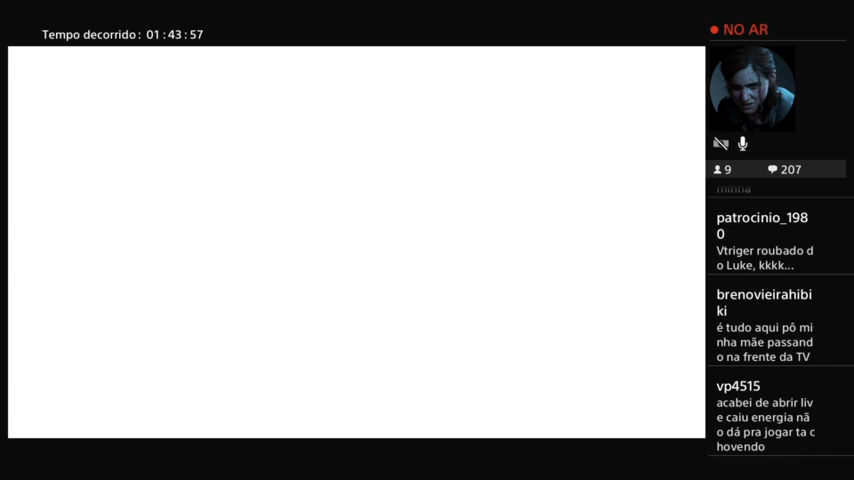 Tempo decorrido: 01:43:57
NO AR
9 207
minha
patrocinio_198
0
Vtriger roubado d
o Luke, kkkk...
brenovieirahibi
ki
é tudo aqui pô mi
nha mãe passand
o na frente da TV
vp4515
acabei de abrir liv
e caiu energia nã
o dá pra jogar ta c
hovendo